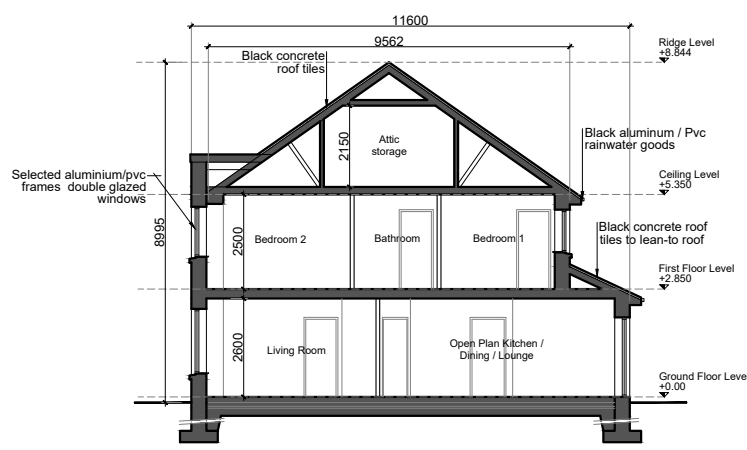 11600
9562
Ridge Level
+8.844
Black concrete
roof tiles
Attic
storage
2150
Black aluminum / Pvc
rainwater goods
Selected aluminium/pvc
frames double glazed
windows
Ceiling Level
+5.350
8995
2500
Bedroom 2
Bathroom
Bedroom 1
Black concrete roof
tiles to lean-to roof
First Floor Level
+2.850
2600
Living Room
Open Plan Kitchen /
Dining / Lounge
Ground Floor Leve
+0.00